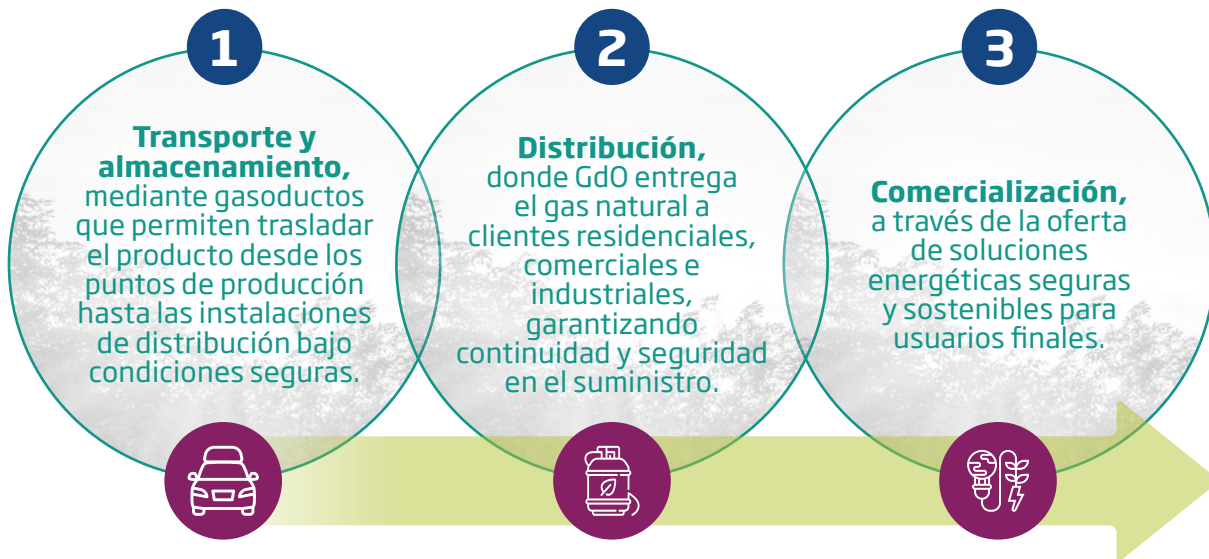 1
Transporte y
almacenamiento,
mediante gasoductos
que permiten trasladar
el producto desde los
puntos de producción
hasta las instalaciones
de distribución bajo
condiciones seguras.
2
Distribución,
donde GdO entrega
el gas natural a
clientes residenciales,
comerciales e
industriales,
garantizando
continuidad y seguridad
en el suministro.
3
Comercialización,
a través de la oferta
de soluciones
energéticas seguras
y sostenibles para
usuarios finales.